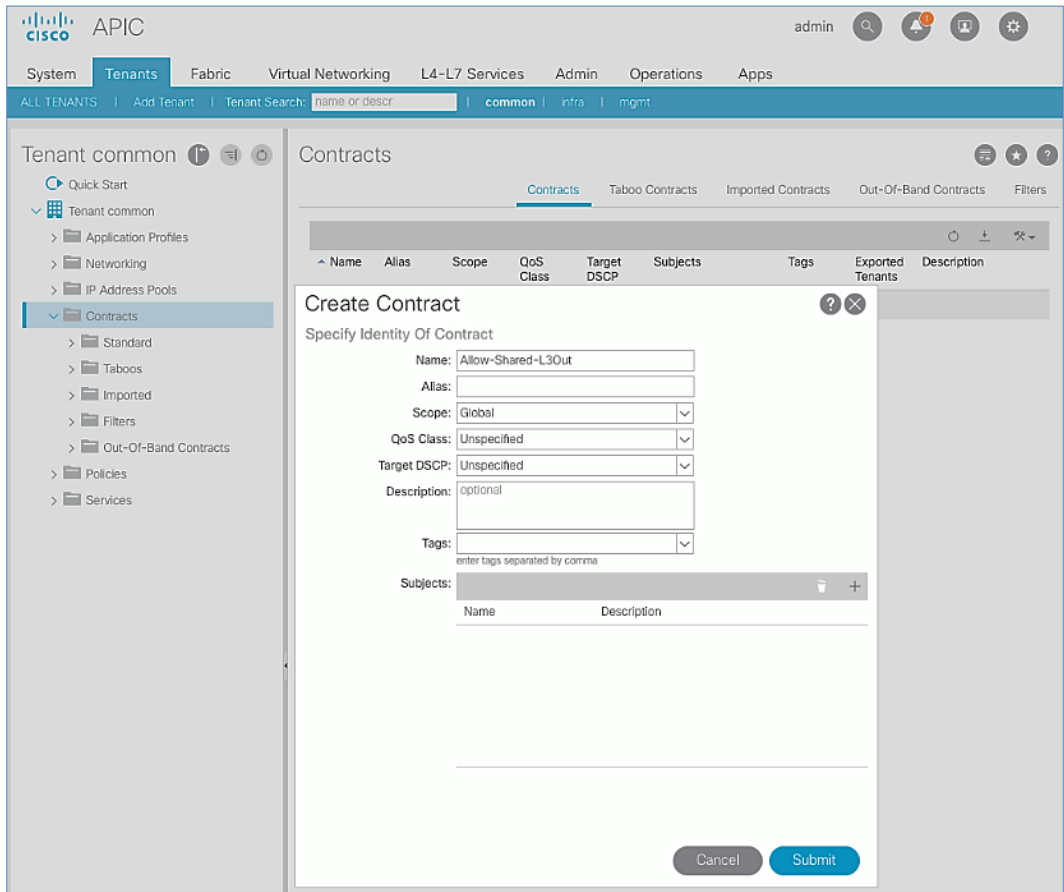 cisco APIC admin 1
System Tenants Fabric Virtual Networking L4-L7 Services Admin Operations Apps
ALL TENANTS | Add Tenant | Tenant Search: name or descr | common | infra | mgmt
Tenant common
Quick Start
Tenant common
Application Profiles
Networking
IP Address Pools
Contracts
Standard
Taboos
Imported
Filters
Out-Of-Band Contracts
Policies
Services
Contracts
Contracts Taboo Contracts Imported Contracts Out-Of-Band Contracts Filters
Name Alias Scope QoS Class Target DSCP Subjects Tags Exported Tenants Description
Create Contract
Specify Identity Of Contract
Name: Allow-Shared-L3Out
Alias:
Scope: Global
QoS Class: Unspecified
Target DSCP: Unspecified
Description: optional
Tags:
enter tags separated by comma
Subjects:
Name Description
Cancel Submit